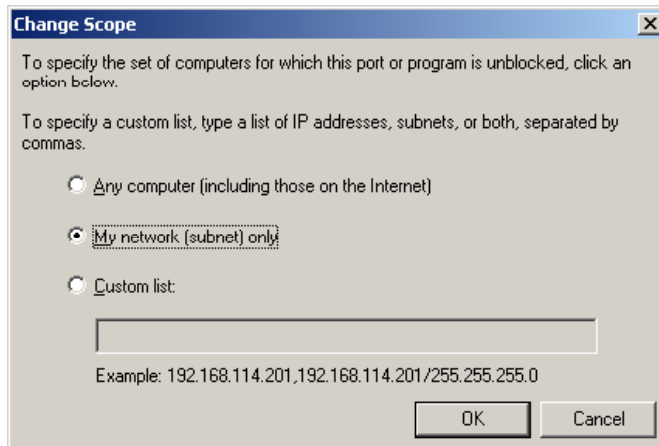 Change Scope
To specify the set of computers for which this port or program is unblocked, click an
option below.
To specify a custom list, type a list of IP addresses, subnets, or both, separated by
commas.
Any computer (including those on the Internet)
My network (subnet) only
Custom list:
Example: 192.168.114.201,192.168.114.201/255.255.255.0
OK Cancel